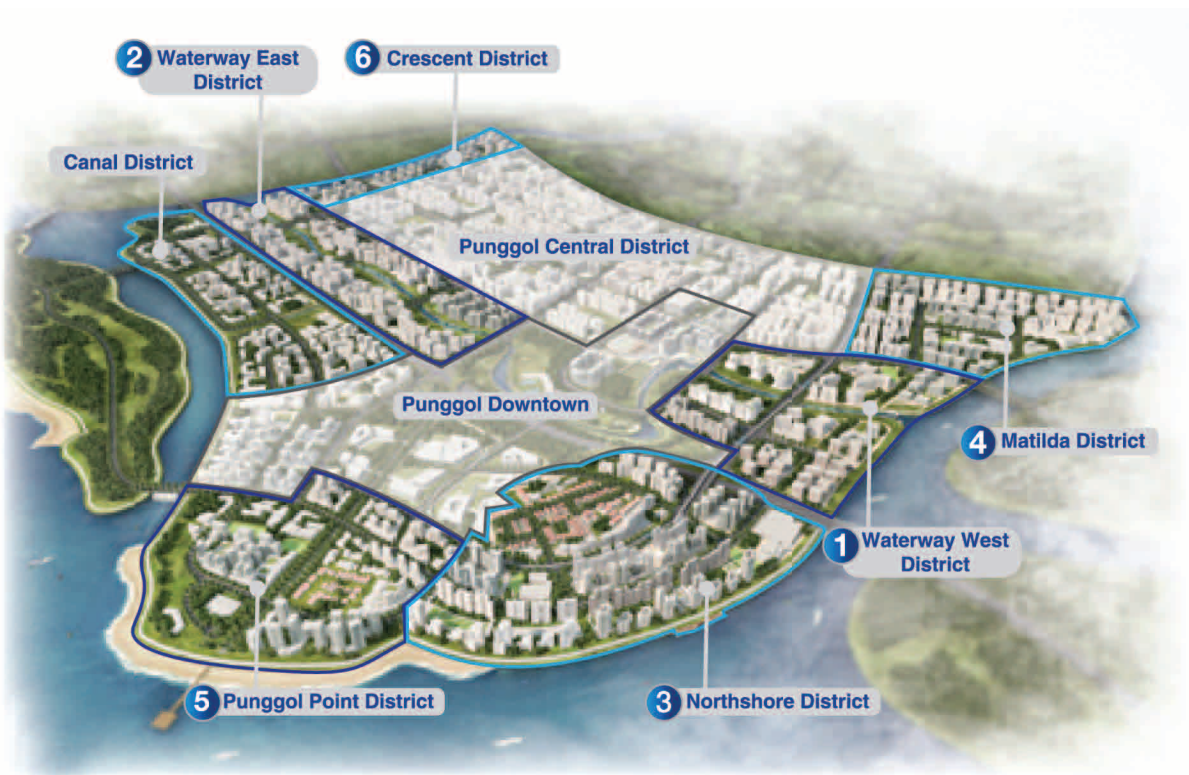 2 Waterway East
District
6 Crescent District
Canal District
Punggol Central District
Punggol Downtown
4 Matilda District
1 Waterway West
District
5 Punggol Point District
3 Northshore District